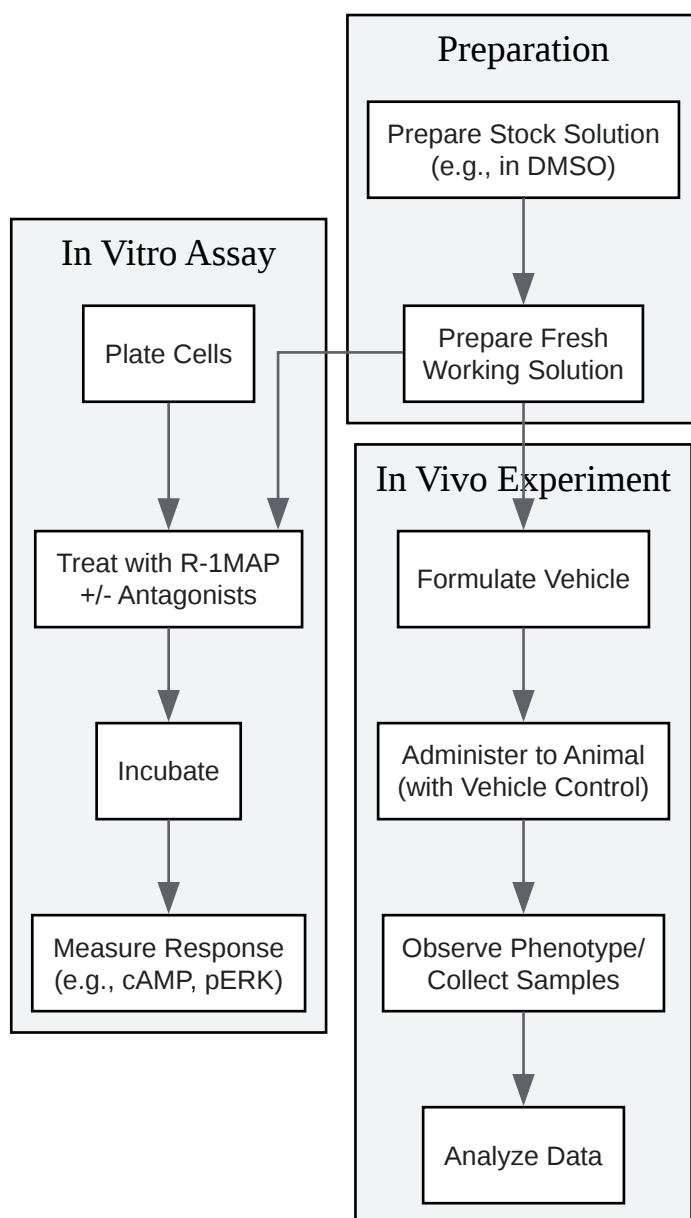 Preparation
Prepare Stock Solution
(e.g., in DMSO)
Prepare Fresh
Working Solution
In Vitro Assay
Plate Cells
Treat with R-1MAP
+/- Antagonists
Incubate
Measure Response
(e.g., cAMP, pERK)
In Vivo Experiment
Formulate Vehicle
Administer to Animal
(with Vehicle Control)
Observe Phenotype/
Collect Samples
Analyze Data